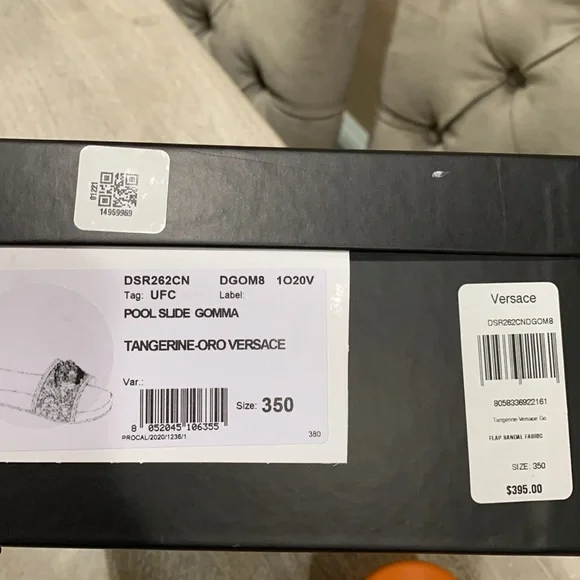 01221
14959969
DSR262CN DGOM8 1O20V
Tag: UFC Label:
POOL SLIDE GOMMA
TANGERINE-ORO VERSACE
Var.:
Size: 350
8 052045 106355
PROCAL/2020/1236/1
380
Versace
DSR262CNDGOM8
8058336922161
Tangerine-Versace Go
FLAP SANDAL FABRIC
SIZE: 350
$395.00